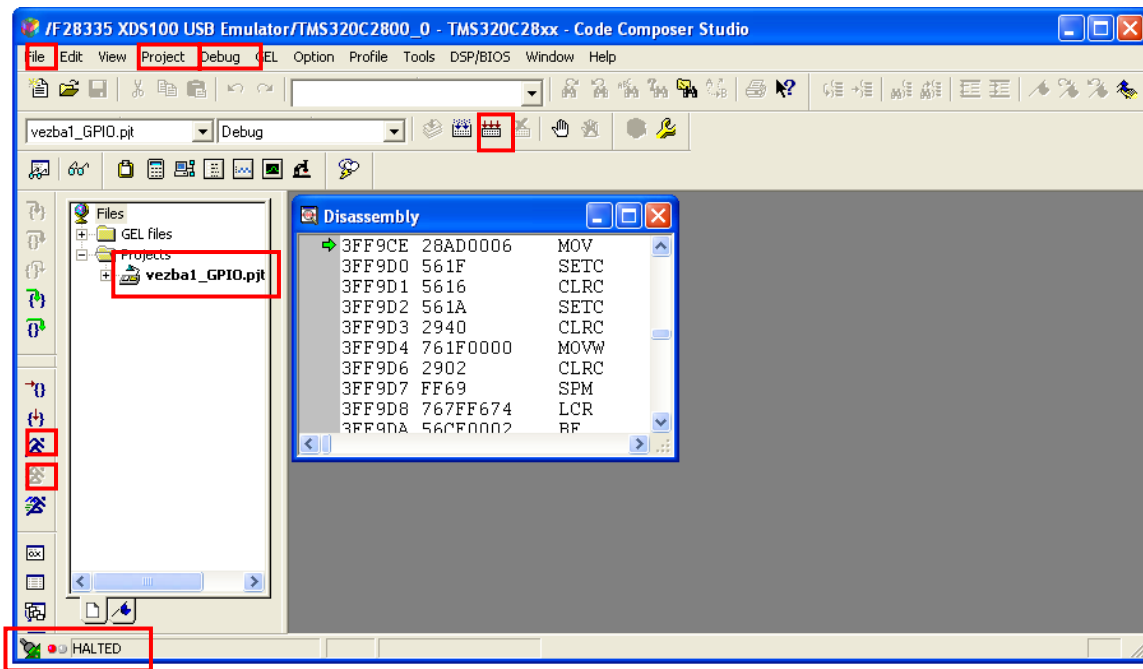 /F28335 XDS100 USB Emulator/TMS320C2800_0 - TMS320C28xx - Code Composer Studio
File Edit View Project Debug GEL Option Profile Tools DSP/BIOS Window Help
vezba1_GPIO.pjt Debug
Files
GEL files
Projects
vezba1_GPIO.pjt
Disassembly
3FF9CE 28AD0006 MOV
3FF9D0 561F SETC
3FF9D1 5616 CLRC
3FF9D2 561A SETC
3FF9D3 2940 CLRC
3FF9D4 761F0000 MOVW
3FF9D6 2902 CLRC
3FF9D7 FF69 SPM
3FF9D8 767FF674 LCR
3FF9DA 56CF0002 BF
HALTED